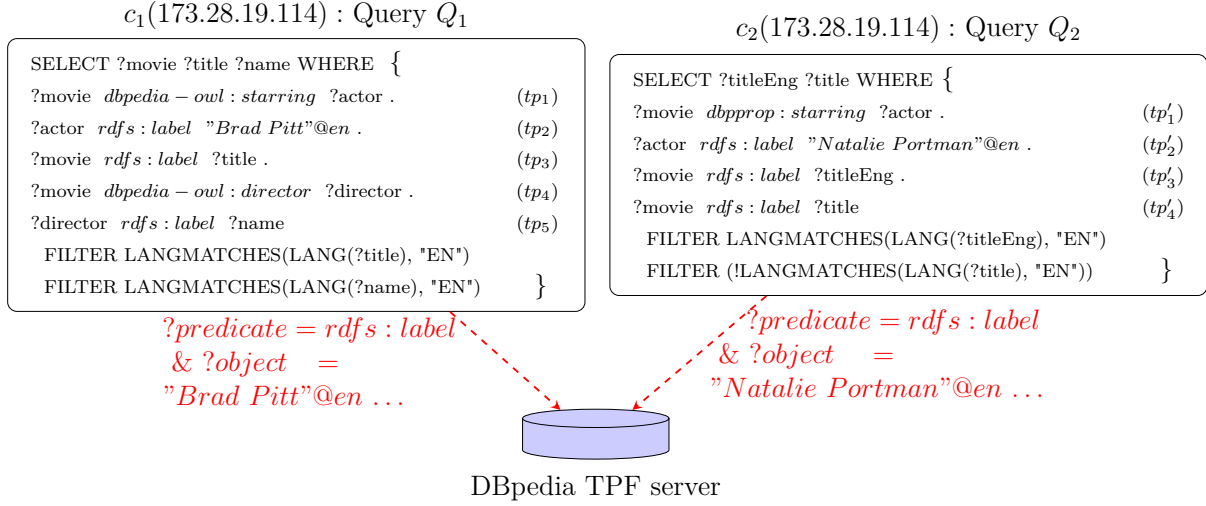 c1(173.28.19.114) : Query Q1
SELECT ?movie ?title ?name WHERE {
?movie dbpedia − owl : starring ?actor . (tp1)
?actor rdfs : label ”Brad Pitt”@en . (tp2)
?movie rdfs : label ?title . (tp3)
?movie dbpedia − owl : director ?director . (tp4)
?director rdfs : label ?name (tp5)
FILTER LANGMATCHES(LANG(?title), "EN")
FILTER LANGMATCHES(LANG(?name), "EN") }
c2(173.28.19.114) : Query Q2
SELECT ?titleEng ?title WHERE {
?movie dbpprop : starring ?actor . (tp′1)
?actor rdfs : label ”Natalie Portman”@en . (tp′2)
?movie rdfs : label ?titleEng . (tp′3)
?movie rdfs : label ?title (tp′4)
FILTER LANGMATCHES(LANG(?titleEng), "EN")
FILTER (!LANGMATCHES(LANG(?title), "EN")) }
?predicate = rdfs : label
& ?object =
”Brad Pitt”@en ...
?predicate = rdfs : label
& ?object =
”Natalie Portman”@en ...
DBpedia TPF server